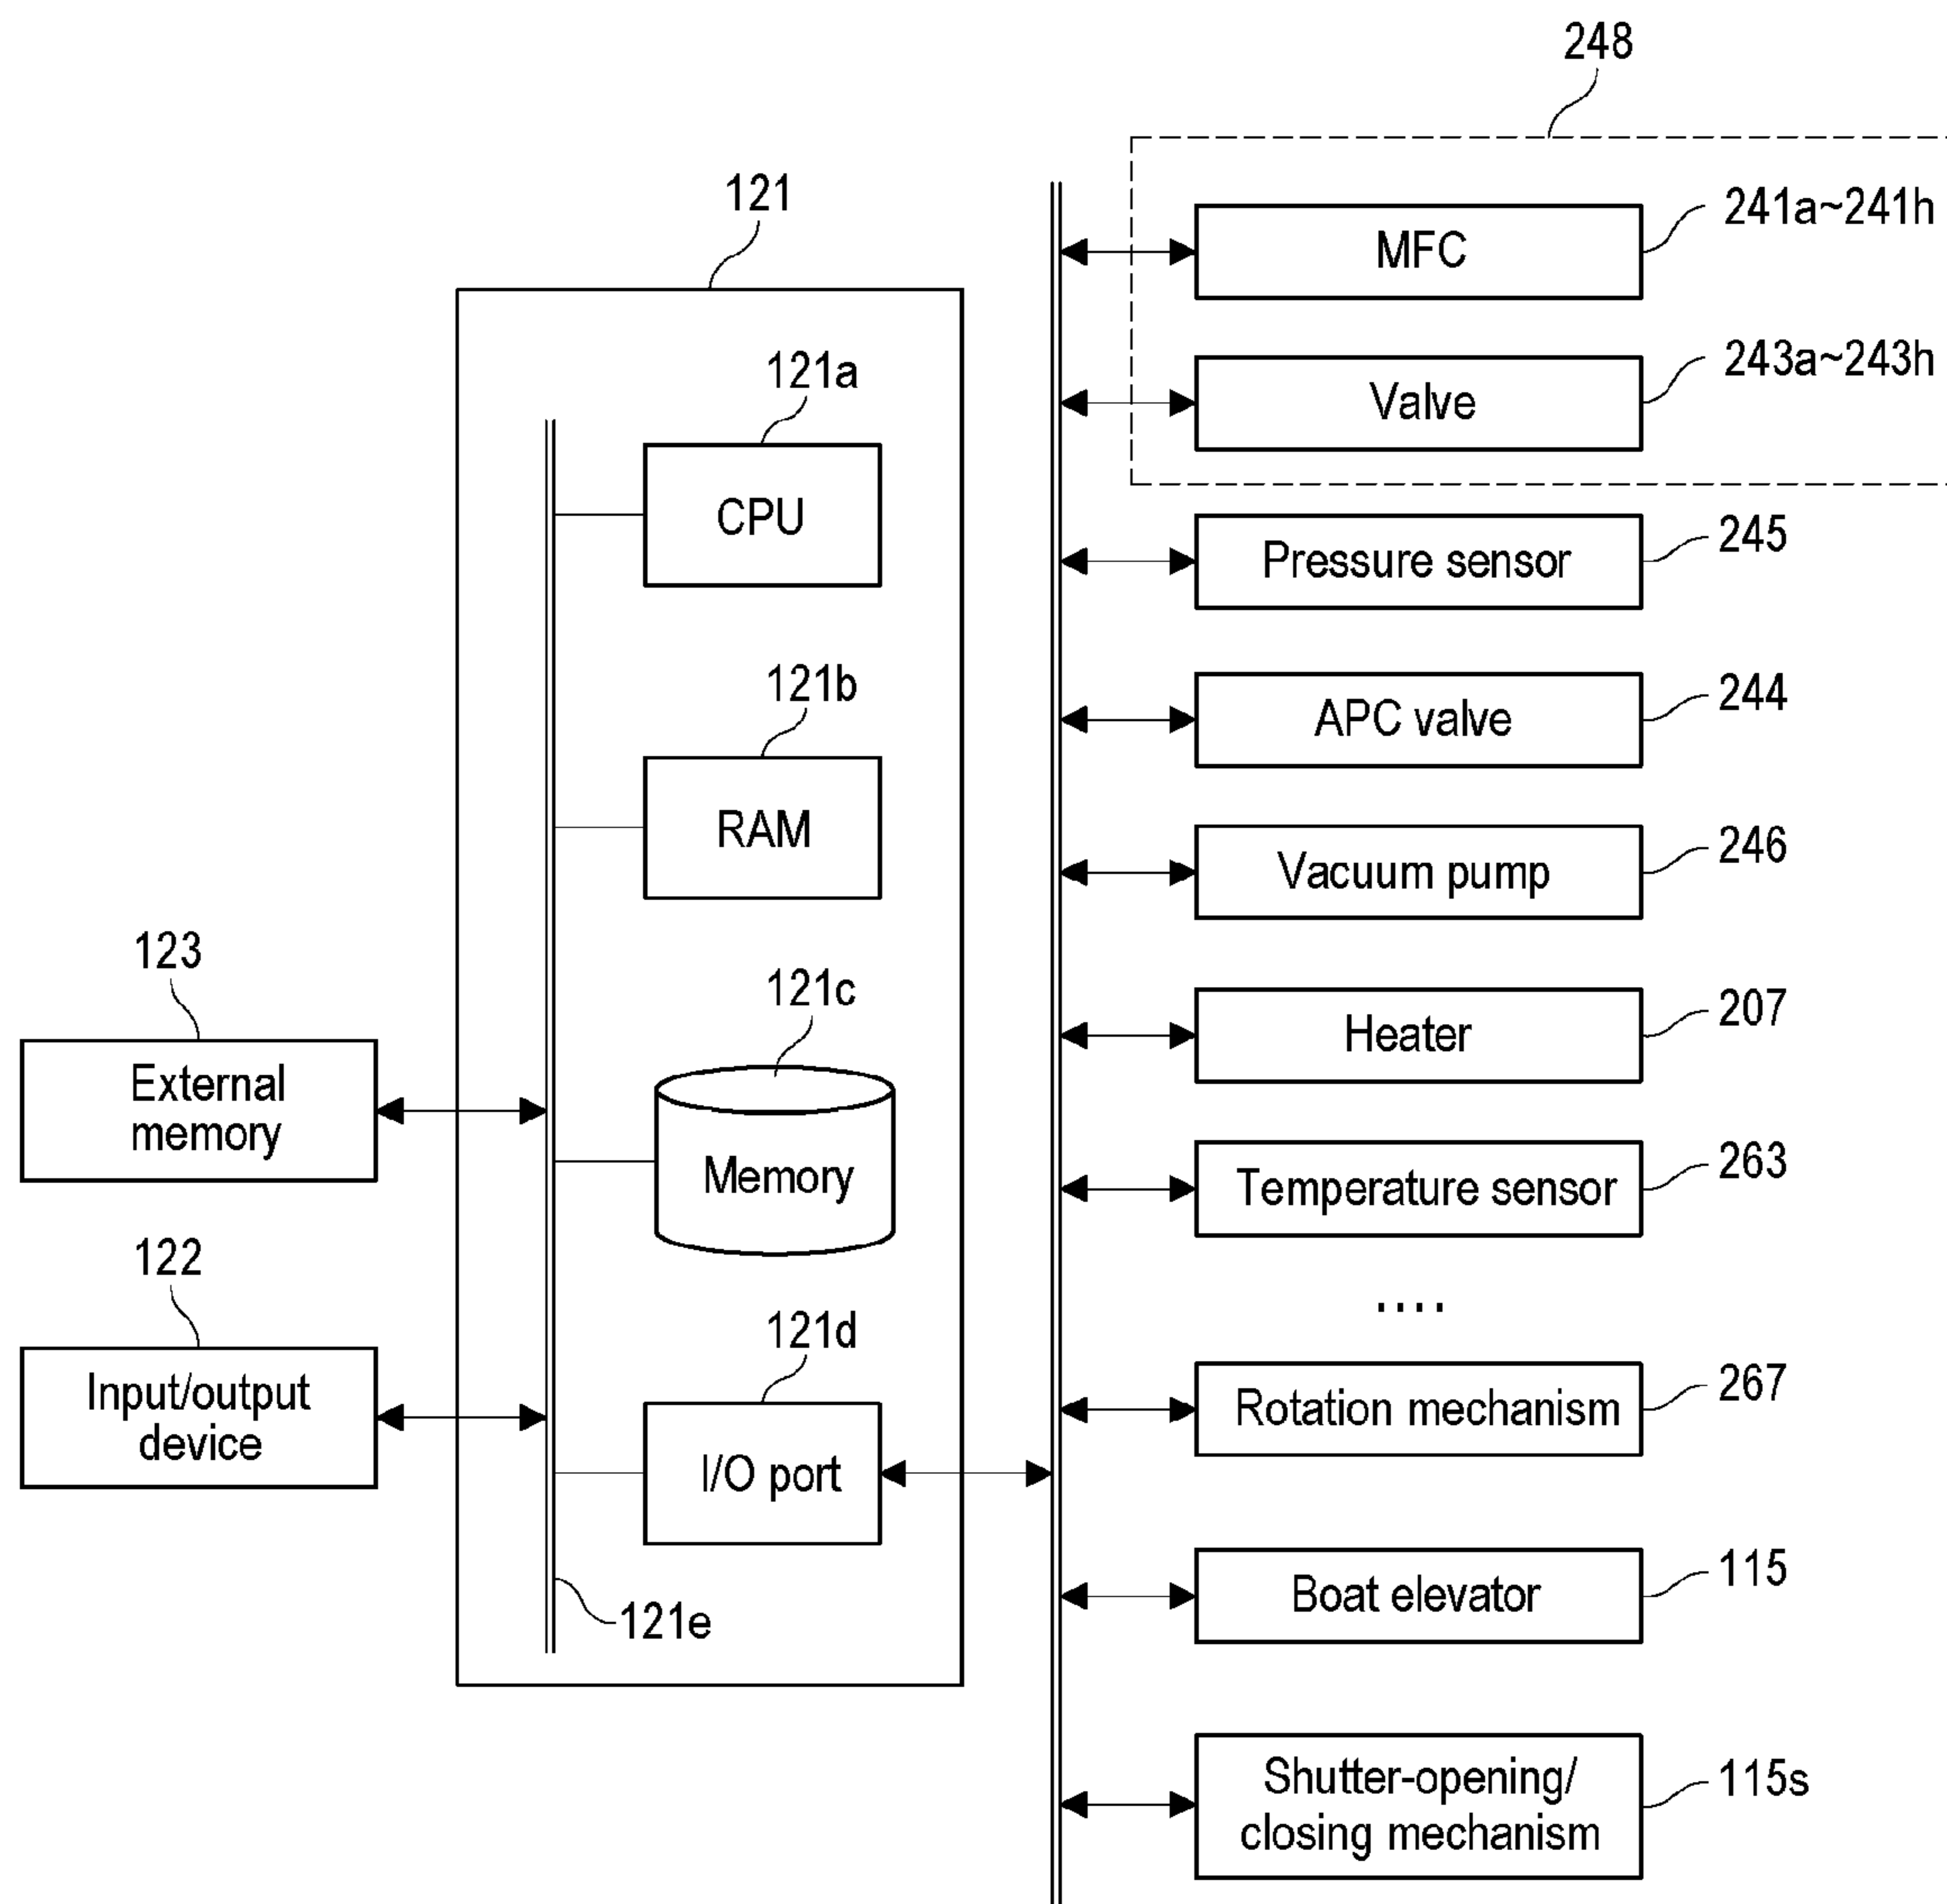 248
121
241a~241h
MFC
243a~243h
Valve
121a
CPU
245
Pressure sensor
121b
RAM
244
APC valve
246
Vacuum pump
123
External
memory
121c
Memory
207
Heater
263
Temperature sensor
....
122
Input/output
device
121d
I/O port
267
Rotation mechanism
121e
115
Boat elevator
115s
Shutter-opening/
closing mechanism